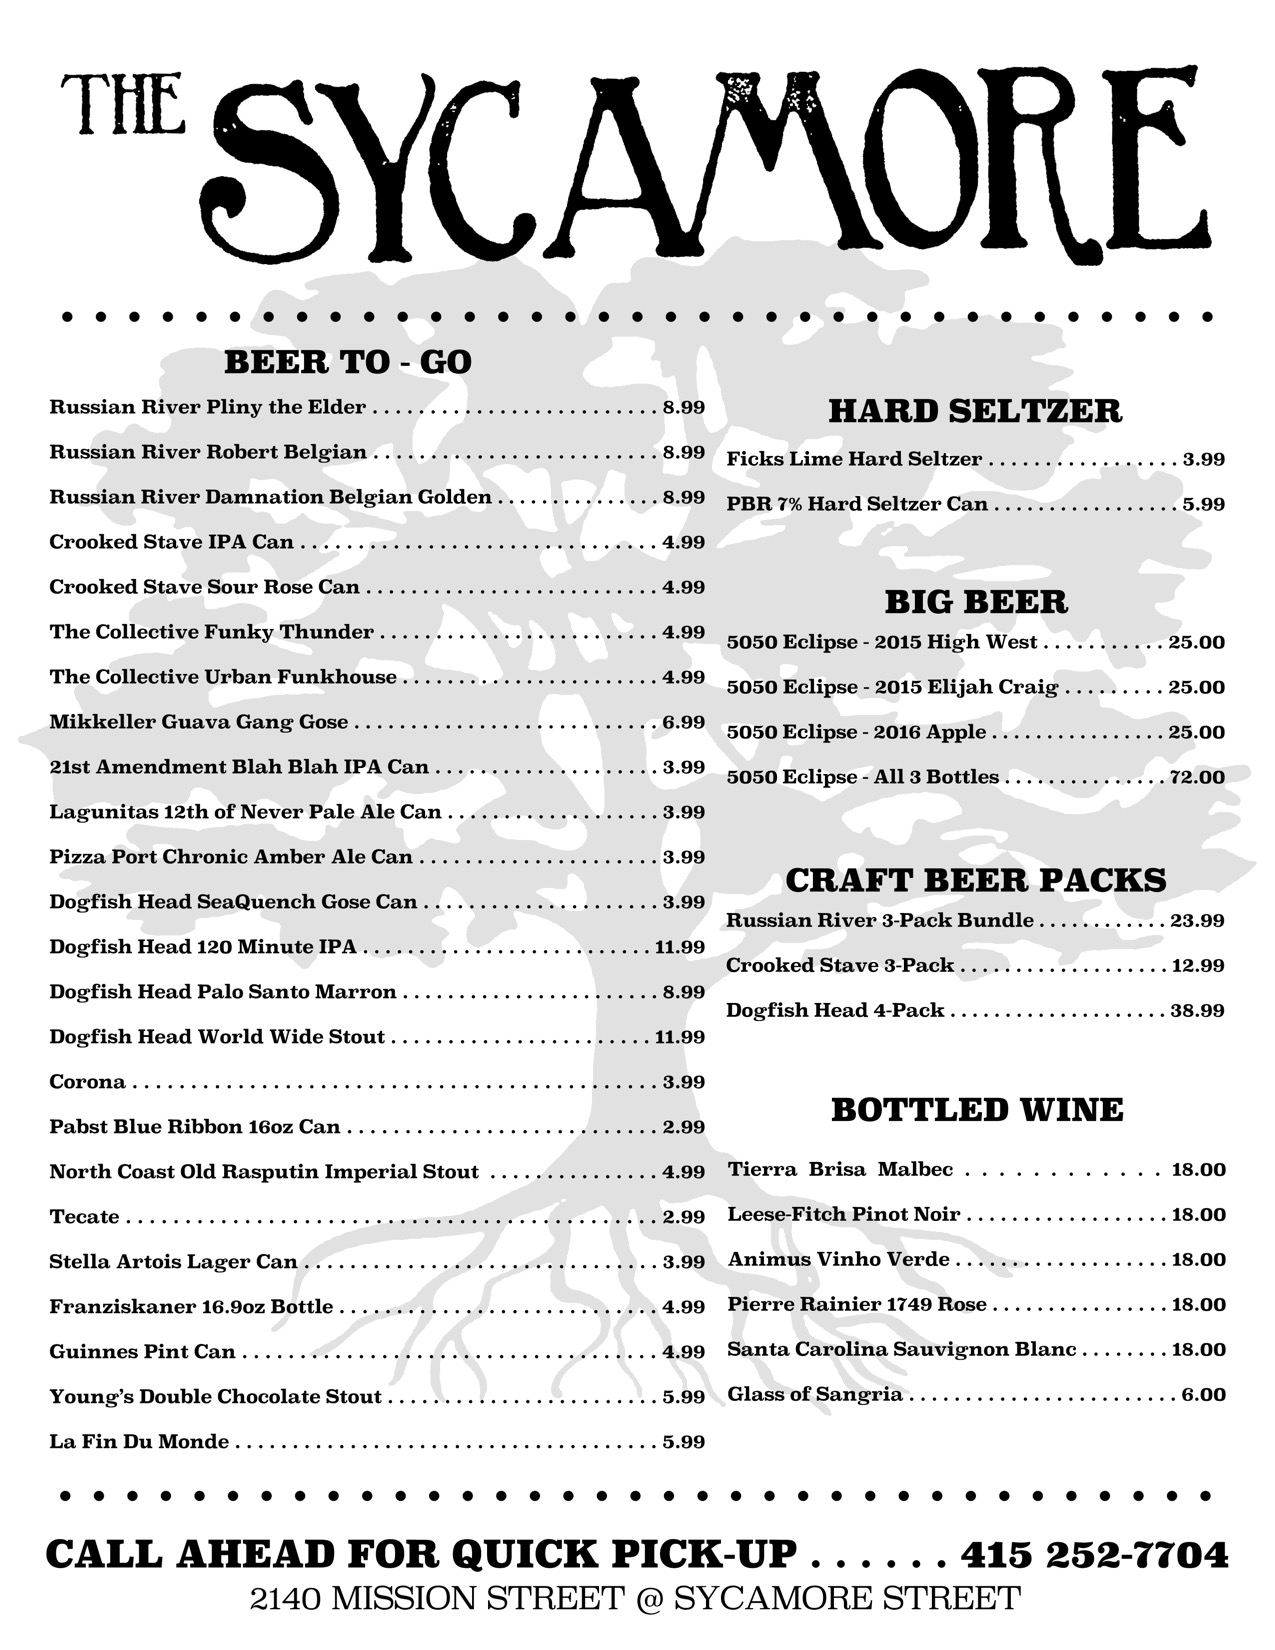 THE SYCAMORE
BEER TO - GO
Russian River Pliny the Elder . . . . . . . . . . . . . . . . . . . . . . . . . 8.99
Russian River Robert Belgian . . . . . . . . . . . . . . . . . . . . . . . . . 8.99
Russian River Damnation Belgian Golden . . . . . . . . . . . . . . 8.99
Crooked Stave IPA Can . . . . . . . . . . . . . . . . . . . . . . . . . . . . . . . 4.99
Crooked Stave Sour Rose Can . . . . . . . . . . . . . . . . . . . . . . . . . . 4.99
The Collective Funky Thunder . . . . . . . . . . . . . . . . . . . . . . . . 4.99
The Collective Urban Funkhouse . . . . . . . . . . . . . . . . . . . . . . 4.99
Mikkeller Guava Gang Gose . . . . . . . . . . . . . . . . . . . . . . . . . . 6.99
21st Amendment Blah Blah IPA Can . . . . . . . . . . . . . . . . . . . . 3.99
Lagunitas 12th of Never Pale Ale Can . . . . . . . . . . . . . . . . . . 3.99
Pizza Port Chronic Amber Ale Can . . . . . . . . . . . . . . . . . . . . . 3.99
Dogfish Head SeaQuench Gose Can . . . . . . . . . . . . . . . . . . . . . 3.99
Dogfish Head 120 Minute IPA . . . . . . . . . . . . . . . . . . . . . . . . . 11.99
Dogfish Head Palo Santo Marron . . . . . . . . . . . . . . . . . . . . . . 8.99
Dogfish Head World Wide Stout . . . . . . . . . . . . . . . . . . . . . . . 11.99
Corona . . . . . . . . . . . . . . . . . . . . . . . . . . . . . . . . . . . . . . . . . . . . . 3.99
Pabst Blue Ribbon 16oz Can . . . . . . . . . . . . . . . . . . . . . . . . . . . 2.99
North Coast Old Rasputin Imperial Stout . . . . . . . . . . . . . . . 4.99
Tecate . . . . . . . . . . . . . . . . . . . . . . . . . . . . . . . . . . . . . . . . . . . . . . 2.99
Stella Artois Lager Can . . . . . . . . . . . . . . . . . . . . . . . . . . . . . . . 3.99
Franziskaner 16.9oz Bottle . . . . . . . . . . . . . . . . . . . . . . . . . . . . 4.99
Guinnes Pint Can . . . . . . . . . . . . . . . . . . . . . . . . . . . . . . . . . . . . 4.99
Young's Double Chocolate Stout . . . . . . . . . . . . . . . . . . . . . . . . 5.99
La Fin Du Monde . . . . . . . . . . . . . . . . . . . . . . . . . . . . . . . . . . . . . 5.99
HARD SELTZER
Ficks Lime Hard Seltzer . . . . . . . . . . . . . . . . . 3.99
PBR 7% Hard Seltzer Can . . . . . . . . . . . . . . . . . 5.99
BIG BEER
5050 Eclipse - 2015 High West . . . . . . . . . . . 25.00
5050 Eclipse - 2015 Elijah Craig . . . . . . . . . 25.00
5050 Eclipse - 2016 Apple . . . . . . . . . . . . . . . . 25.00
5050 Eclipse - All 3 Bottles . . . . . . . . . . . . . . . 72.00
CRAFT BEER PACKS
Russian River 3-Pack Bundle . . . . . . . . . . . . 23.99
Crooked Stave 3-Pack . . . . . . . . . . . . . . . . . . . 12.99
Dogfish Head 4-Pack . . . . . . . . . . . . . . . . . . . . 38.99
BOTTLED WINE
Tierra Brisa Malbec . . . . . . . . . . . . 18.00
Leese-Fitch Pinot Noir . . . . . . . . . . . . . . . . . . 18.00
Animus Vinho Verde . . . . . . . . . . . . . . . . . . . 18.00
Pierre Rainier 1749 Rose . . . . . . . . . . . . . . . . 18.00
Santa Carolina Sauvignon Blanc . . . . . . . . 18.00
Glass of Sangria . . . . . . . . . . . . . . . . . . . . . . . . 6.00
CALL AHEAD FOR QUICK PICK-UP . . . . . . 415 252-7704
2140 MISSION STREET @ SYCAMORE STREET